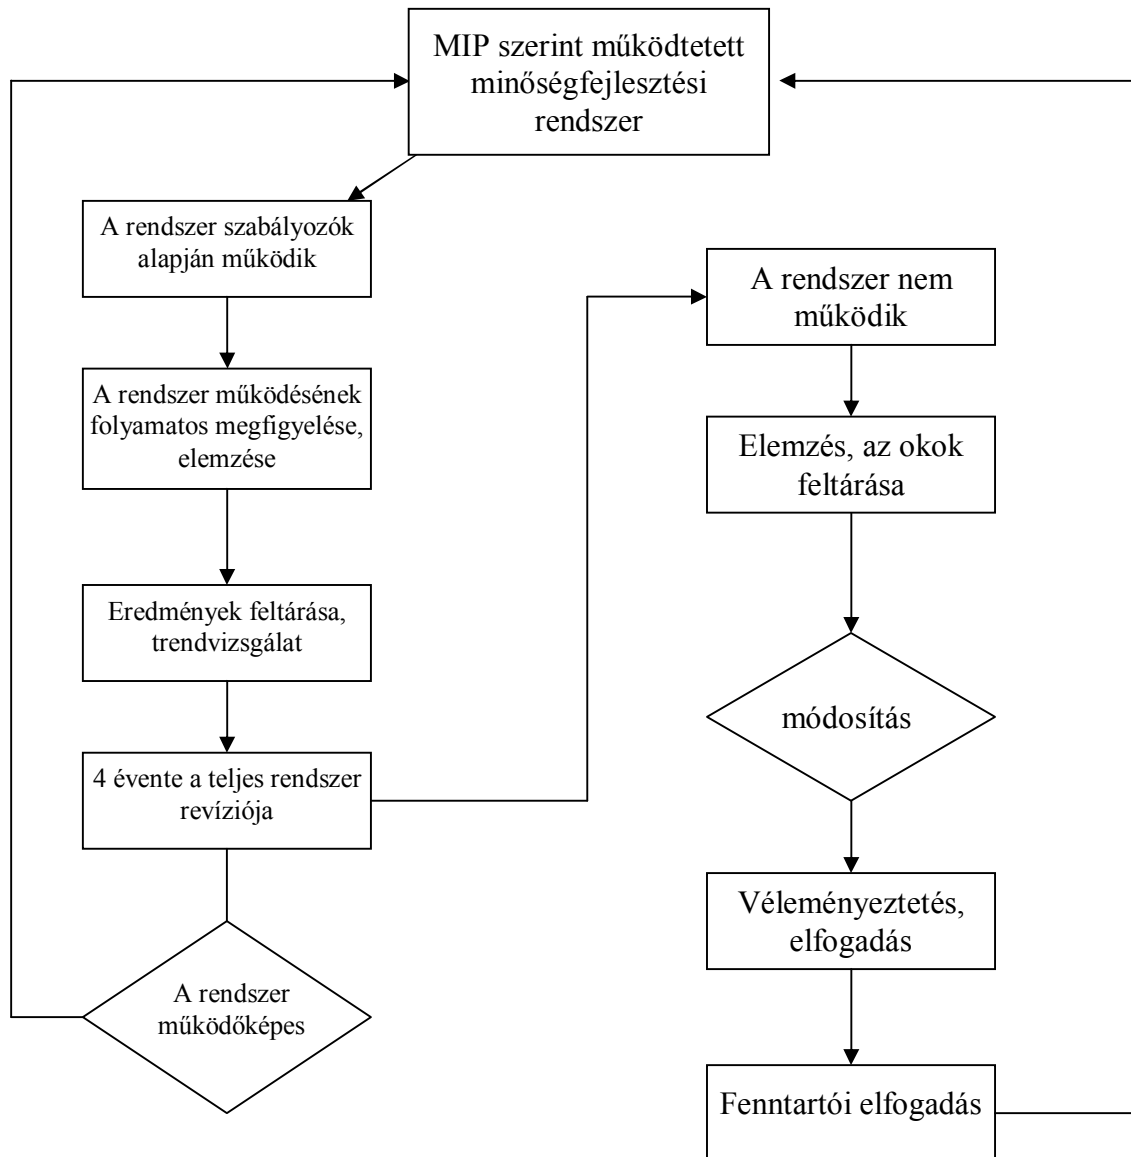 MIP szerint működtetett
minőségfejlesztési
rendszer
A rendszer szabályozók
alapján működik
A rendszer működésének
folyamatos megfigyelése,
elemzése
Eredmények feltárása,
trendvizsgálat
4 évente a teljes rendszer
revíziója
A rendszer
működőképes
A rendszer nem
működik
Elemzés, az okok
feltárása
módosítás
Véleményeztetés,
elfogadás
Fenntartói elfogadás